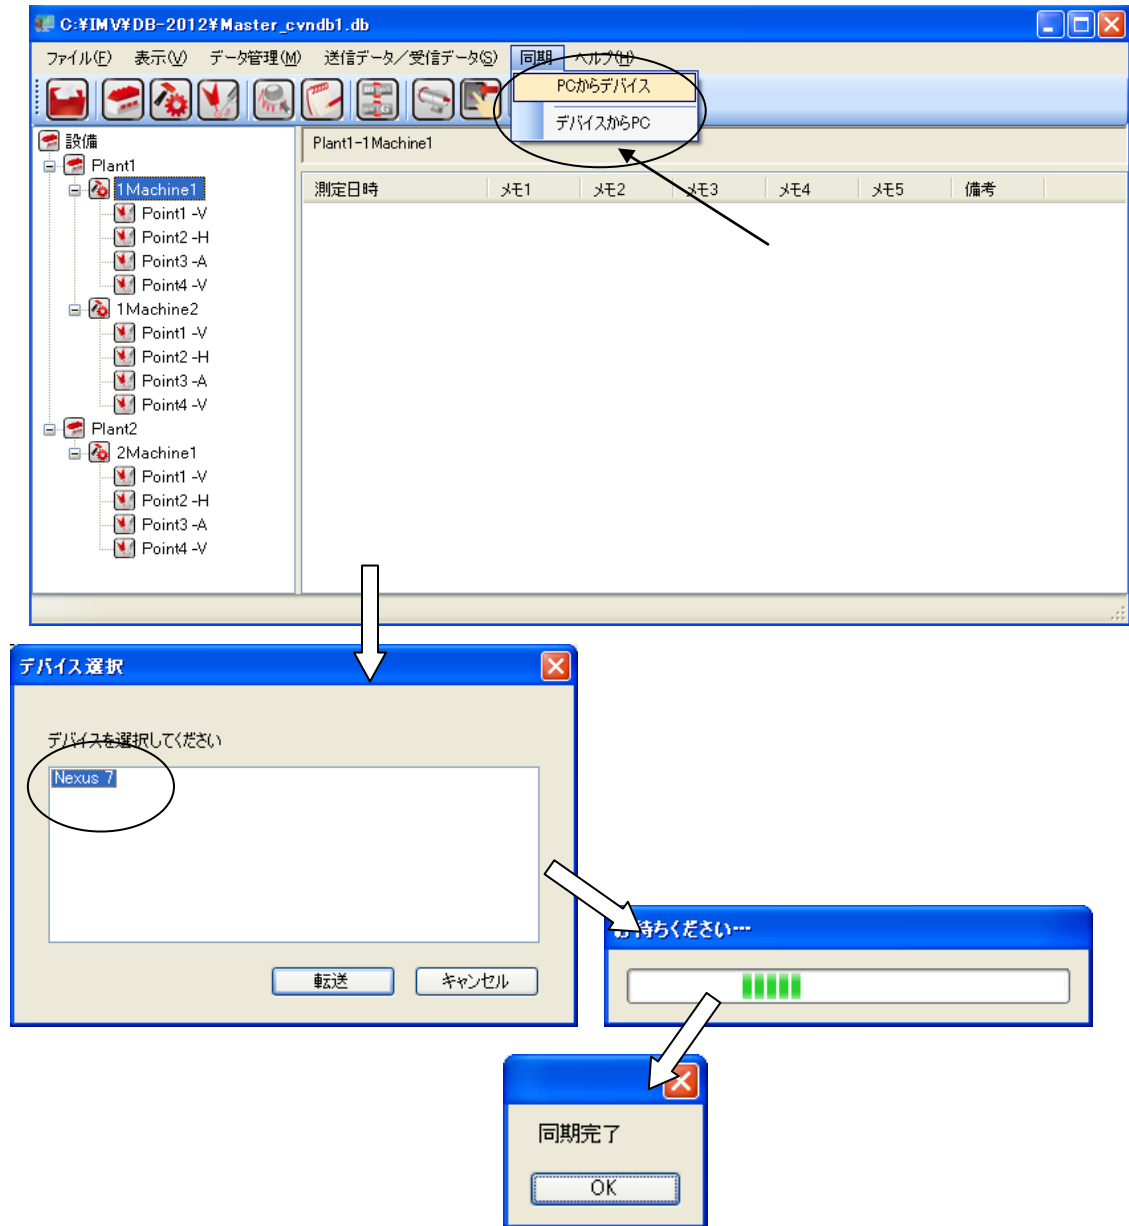 C:¥IMV¥DB-2012¥Master_cvndb1.db
ファイル(F) 表示(V) データ管理(M) 送信データ／受信データ(S) 同期 ヘルプ(H)
PCからデバイス
デバイスからPC
設備
Plant1
1Machine1
Point1 -V
Point2 -H
Point3 -A
Point4 -V
1Machine2
Point1 -V
Point2 -H
Point3 -A
Point4 -V
Plant2
2Machine1
Point1 -V
Point2 -H
Point3 -A
Point4 -V
Plant1-1Machine1
測定日時 メモ1 メモ2 メモ3 メモ4 メモ5 備考
デバイス選択
デバイスを選択してください
Nexus 7
転送 キャンセル
お待ちください…
同期完了
OK